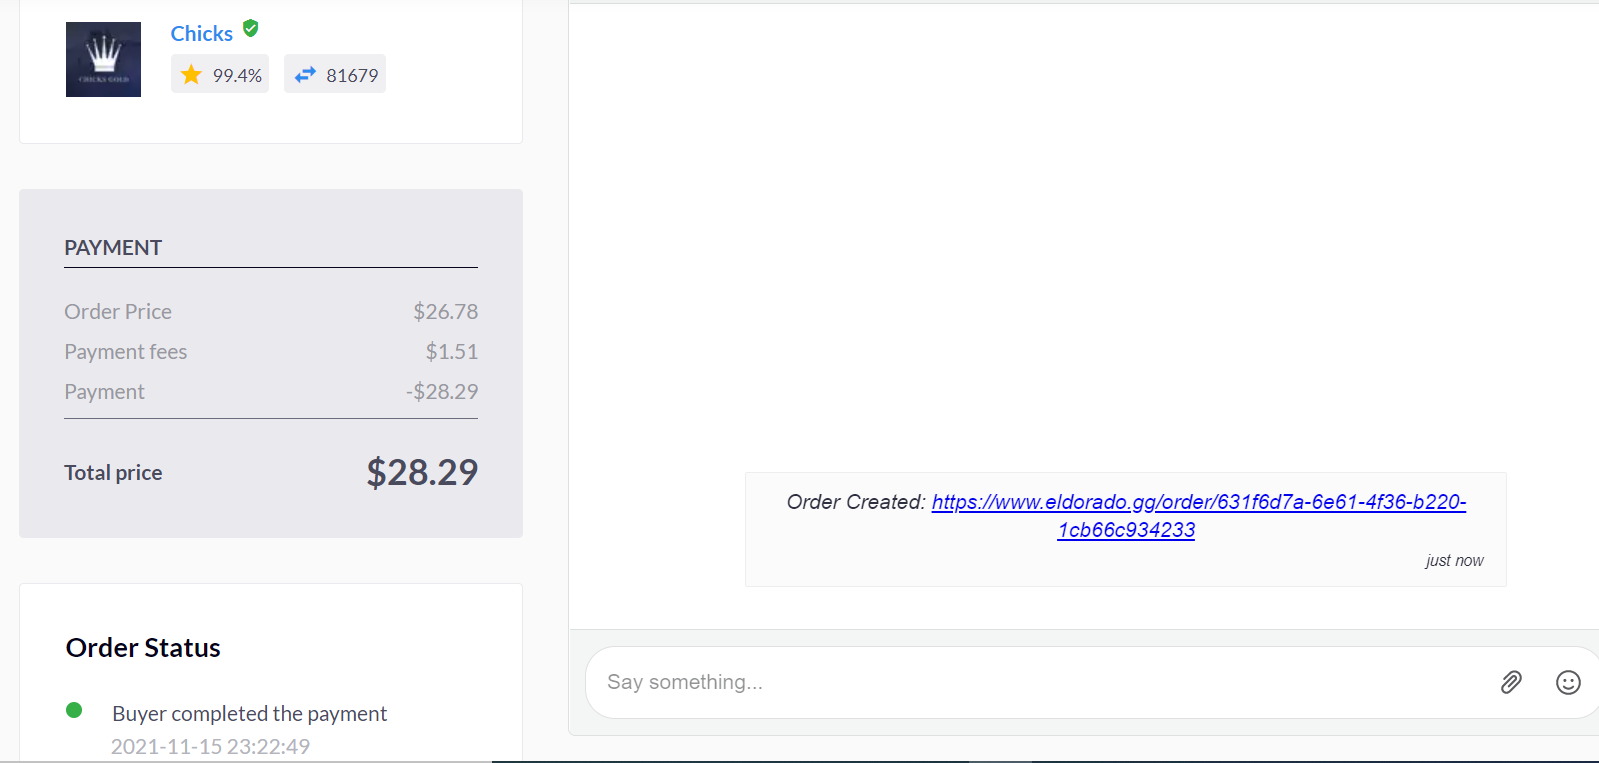 Chicks
CHICKS GOLD
99.4% 81679
PAYMENT
Order Price $26.78
Payment fees $1.51
Payment -$28.29
Total price $28.29
Order Status
Buyer completed the payment
2021-11-15 23:22:49
Order Created: https://www.eldorado.gg/order/631f6d7a-6e61-4f36-b220-
1cb66c934233
just now
Say something...